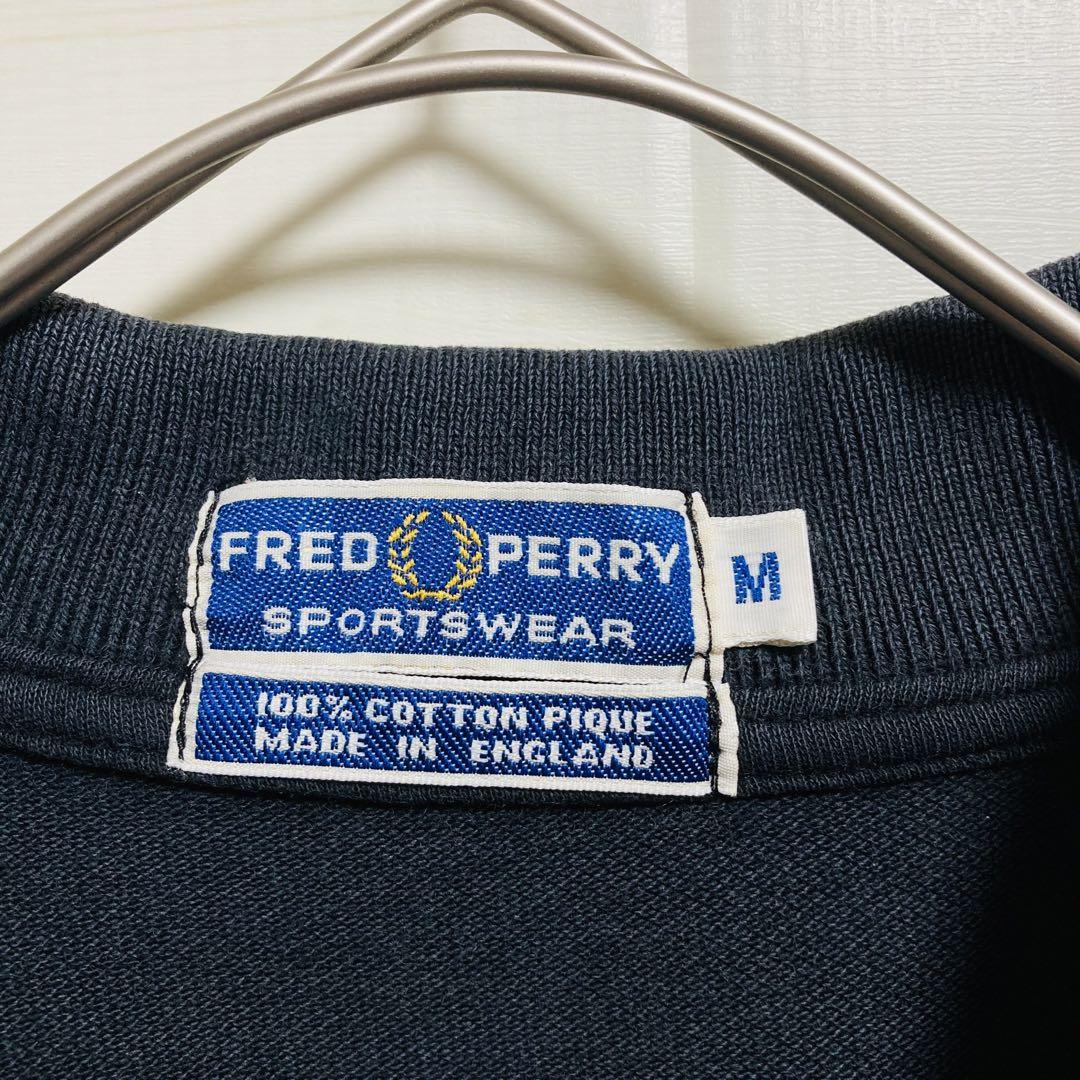 FRED PERRY
SPORTSWEAR
M
100% COTTON PIQUE
MADE IN ENGLAND